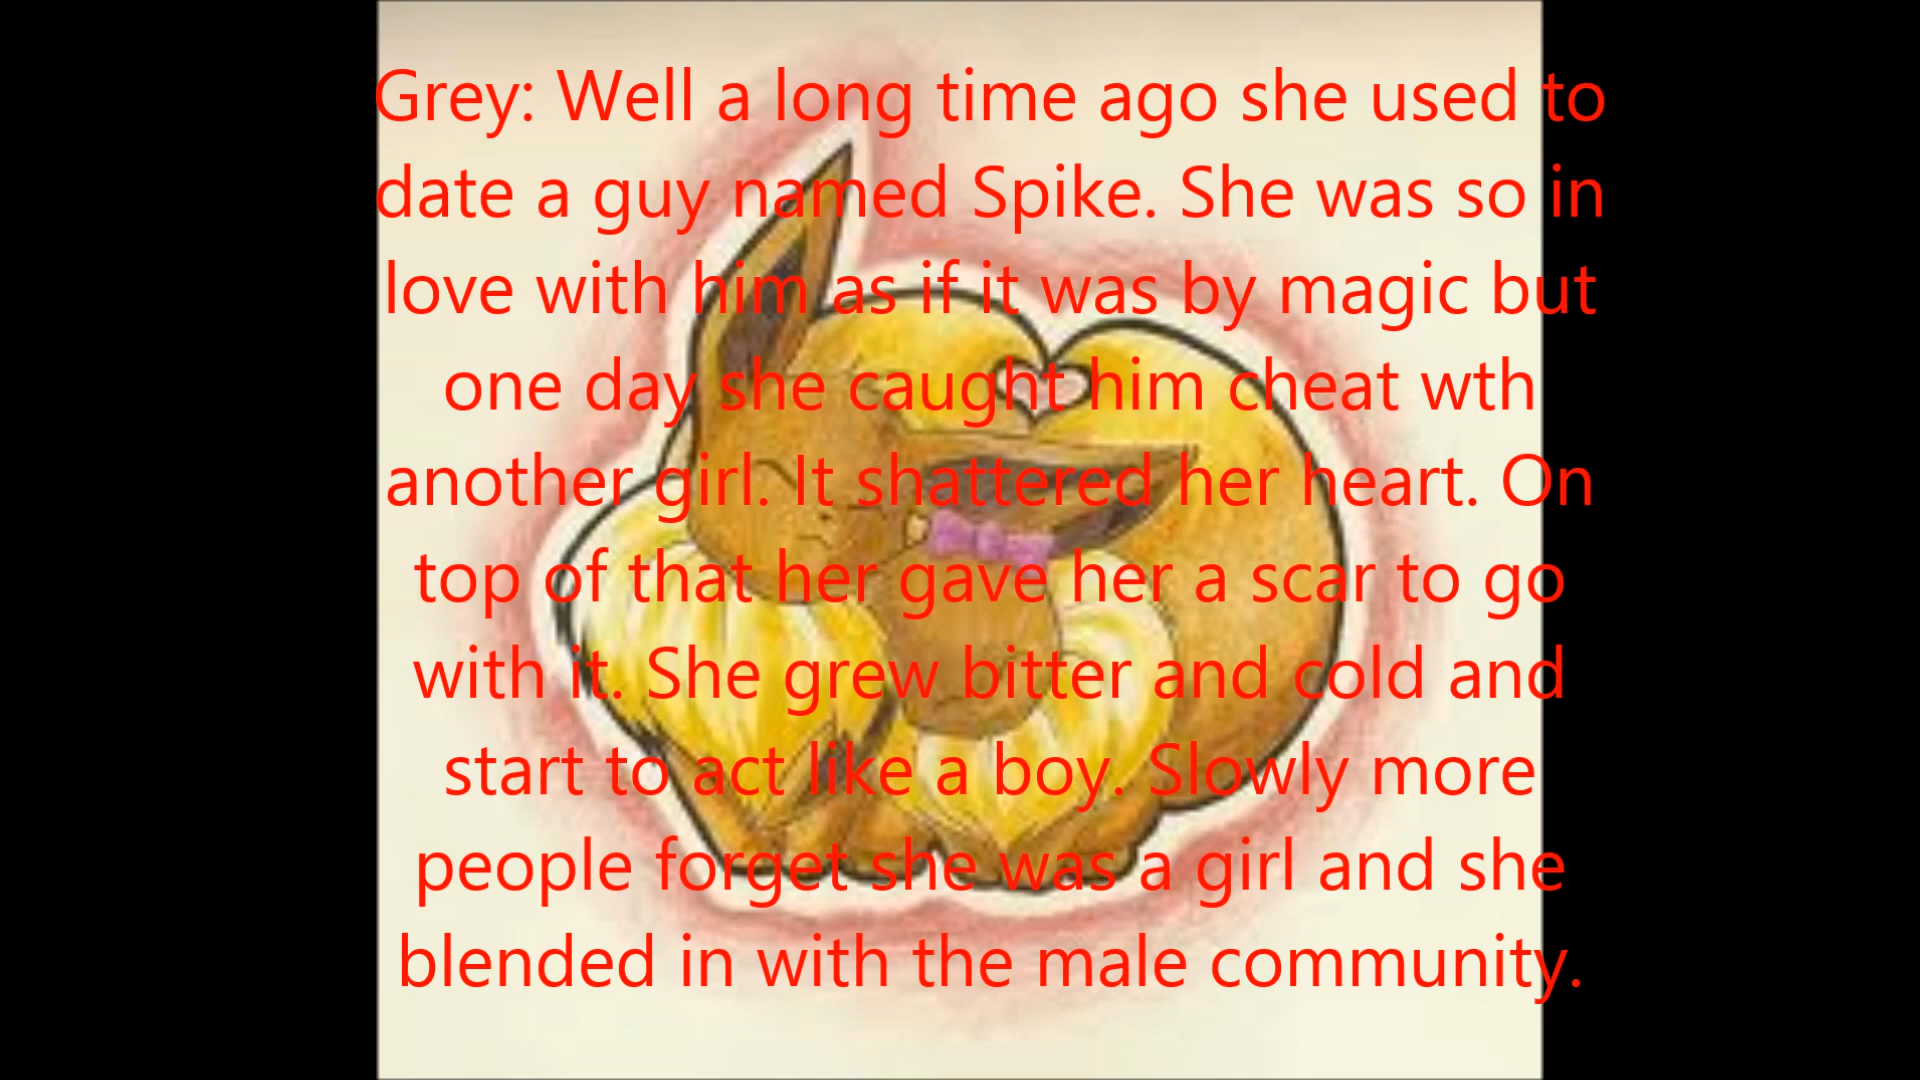 Grey: Well a long time ago she used to
date a guy named Spike. She was so in
love with him as if it was by magic but
one day she caught him cheat wth
another girl. It shattered her heart. On
top of that her gave her a scar to go
with it. She grew bitter and cold and
start to act like a boy. Slowly more
people forget she was a girl and she
blended in with the male community.